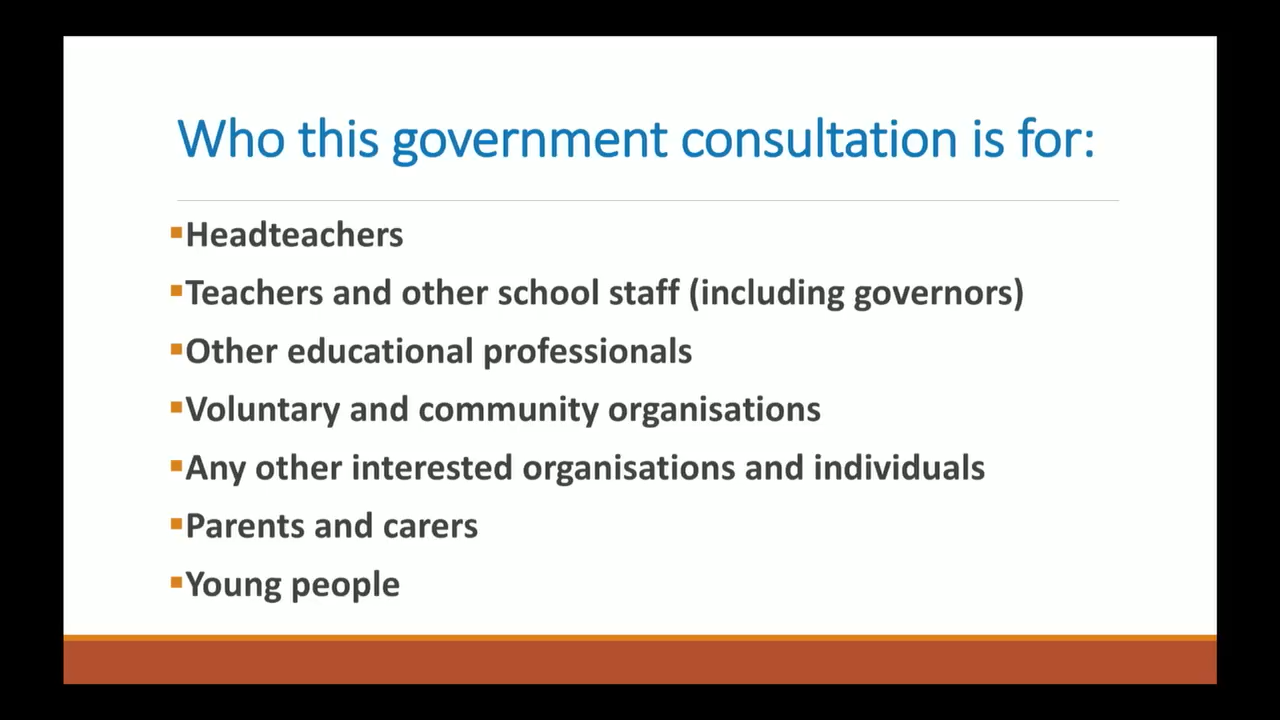 Who this government consultation is for:
▪Headteachers
▪Teachers and other school staff (including governors)
▪Other educational professionals
▪Voluntary and community organisations
▪Any other interested organisations and individuals
▪Parents and carers
▪Young people